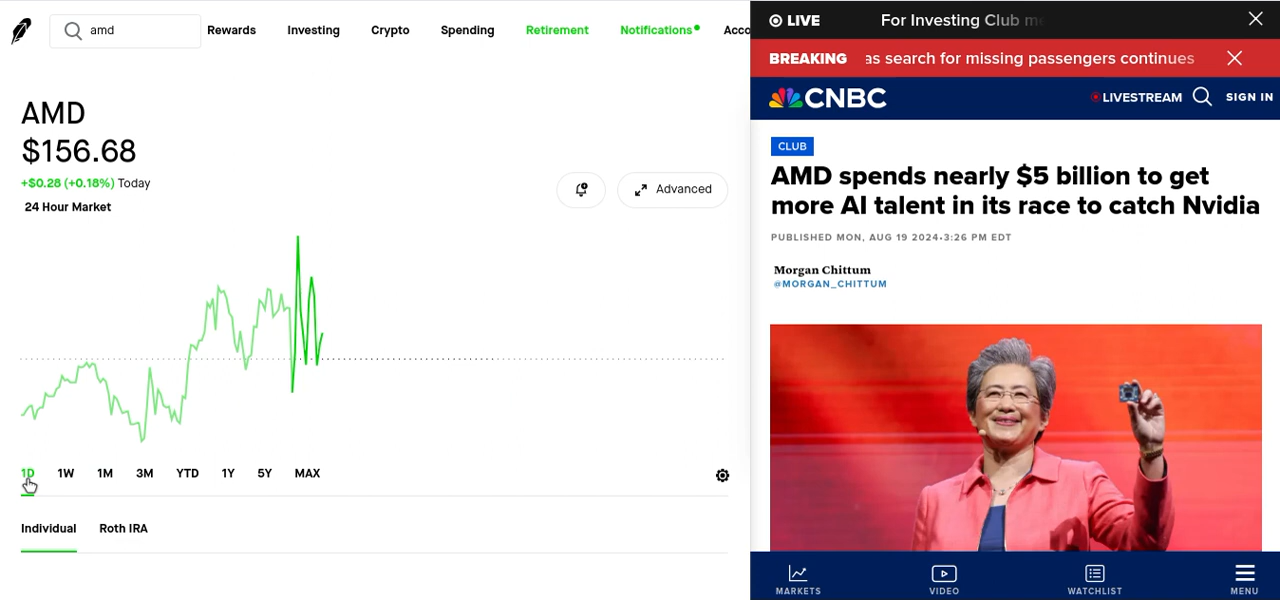 amd
Rewards
Investing
Crypto
Spending
Retirement
Notifications
Acco
AMD
$156.68
+$0.28 (+0.18%) Today
24 Hour Market
Advanced
1D 1W 1M 3M YTD 1Y 5Y MAX
Individual Roth IRA
LIVE For Investing Club me
BREAKING as search for missing passengers continues
CNBC LIVESTREAM SIGN IN
CLUB
AMD spends nearly $5 billion to get
more AI talent in its race to catch Nvidia
PUBLISHED MON, AUG 19 2024•3:26 PM EDT
Morgan Chittum
@MORGAN_CHITTUM
MARKETS VIDEO WATCHLIST MENU